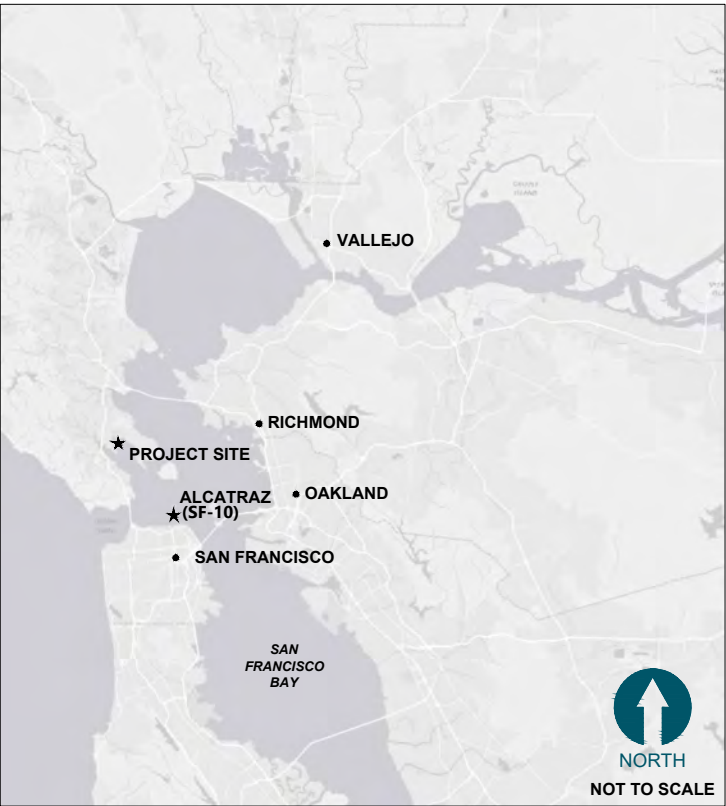 VALLEJO
RICHMOND
PROJECT SITE
OAKLAND
ALCATRAZ
(SF-10)
SAN FRANCISCO
SAN
FRANCISCO
BAY
NORTH
NOT TO SCALE